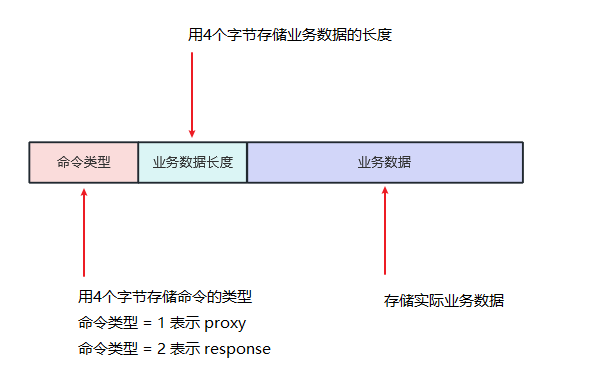 用4个字节存储业务数据的长度
命令类型
业务数据长度
业务数据
用4个字节存储命令的类型
命令类型 = 1 表示 proxy
命令类型 = 2 表示 response
存储实际业务数据